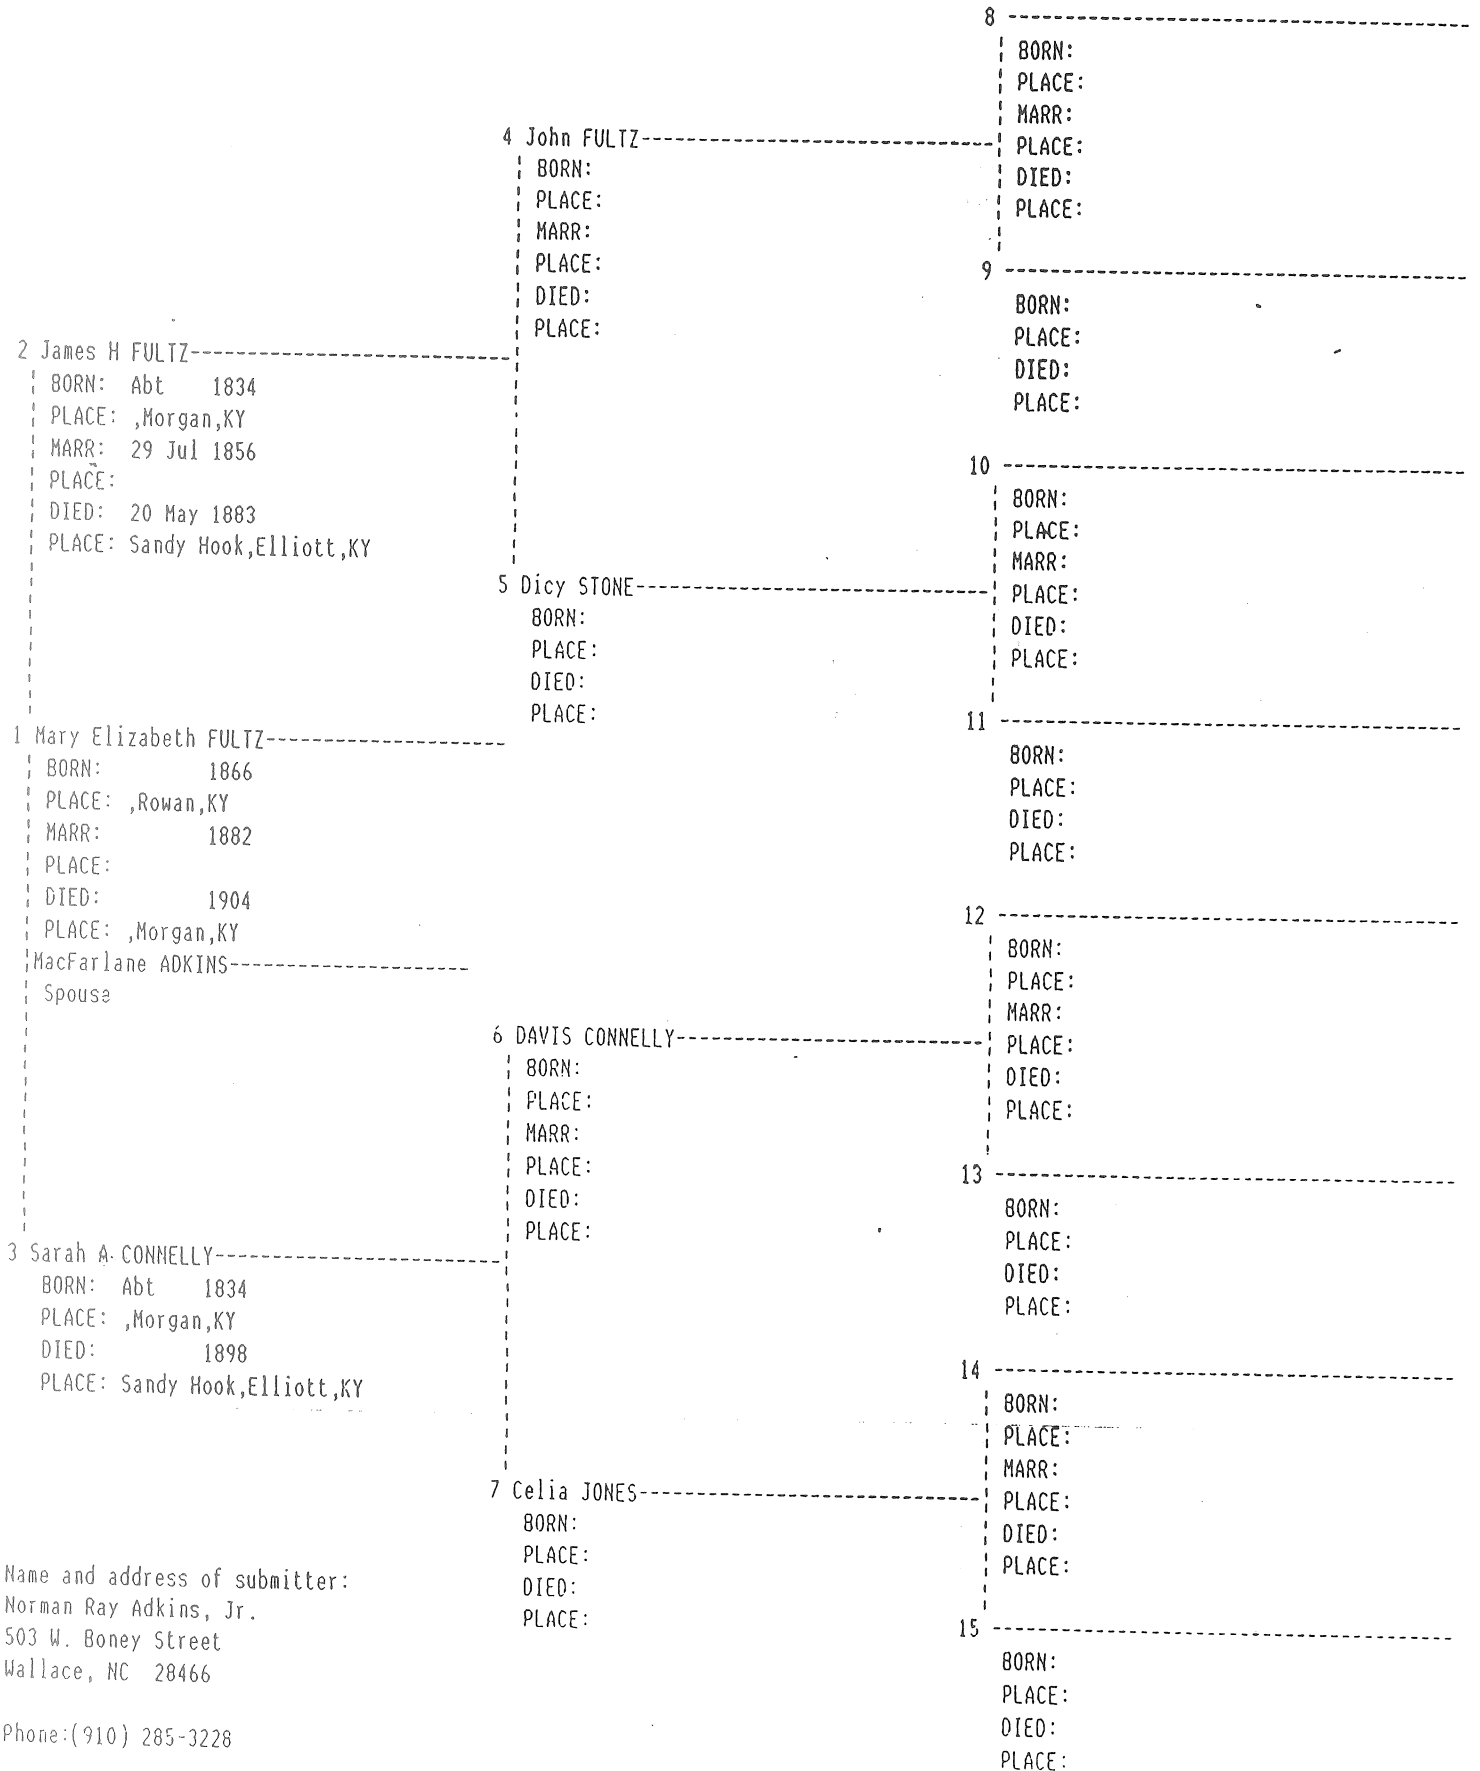 8 ----------------------------------------
BORN:
PLACE:
MARR:
PLACE:
DIED:
PLACE:
4 John FULTZ--------------------------------
BORN:
PLACE:
MARR:
PLACE:
DIED:
PLACE:
9 ----------------------------------------
BORN:
PLACE:
DIED:
PLACE:
2 James H FULTZ-----------------------------
BORN: Abt 1834
PLACE: ,Morgan,KY
MARR: 29 Jul 1856
PLACE:
DIED: 20 May 1883
PLACE: Sandy Hook,Elliott,KY
10 ----------------------------------------
BORN:
PLACE:
MARR:
PLACE:
DIED:
PLACE:
5 Dicy STONE--------------------------------
BORN:
PLACE:
DIED:
PLACE:
11 ----------------------------------------
BORN:
PLACE:
DIED:
PLACE:
1 Mary Elizabeth FULTZ---------------------
BORN: 1866
PLACE: ,Rowan,KY
MARR: 1882
PLACE:
DIED: 1904
PLACE: ,Morgan,KY
MacFarlane ADKINS---------------------
Spouse
12 ----------------------------------------
BORN:
PLACE:
MARR:
PLACE:
DIED:
PLACE:
6 DAVIS CONNELLY---------------------------
BORN:
PLACE:
MARR:
PLACE:
DIED:
PLACE:
13 ----------------------------------------
BORN:
PLACE:
DIED:
PLACE:
3 Sarah A. CONNELLY-------------------------
BORN: Abt 1834
PLACE: ,Morgan,KY
DIED: 1898
PLACE: Sandy Hook,Elliott,KY
14 ----------------------------------------
BORN:
PLACE:
MARR:
PLACE:
DIED:
PLACE:
7 Celia JONES-------------------------------
BORN:
PLACE:
DIED:
PLACE:
15 ----------------------------------------
BORN:
PLACE:
DIED:
PLACE:
Name and address of submitter:
Norman Ray Adkins, Jr.
503 W. Boney Street
Wallace, NC 28466
Phone:(910) 285-3228